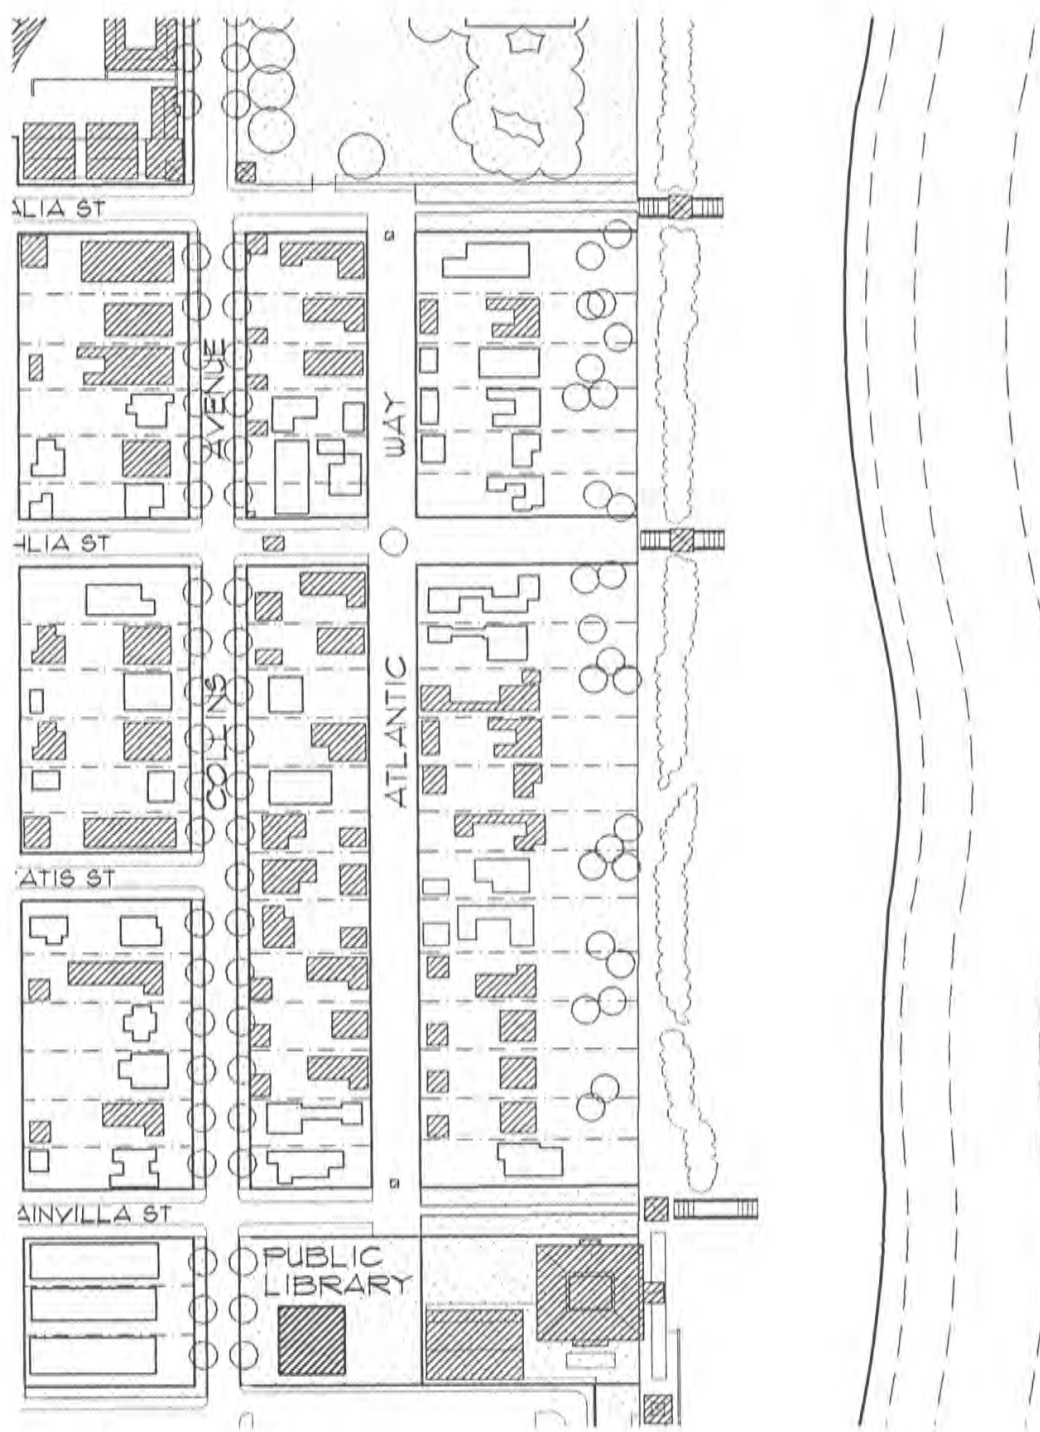 ALIA ST
AVENUE
WAY
HLIA ST
COLLINS
ATLANTIC
ATIS ST
AINVILLA ST
PUBLIC
LIBRARY